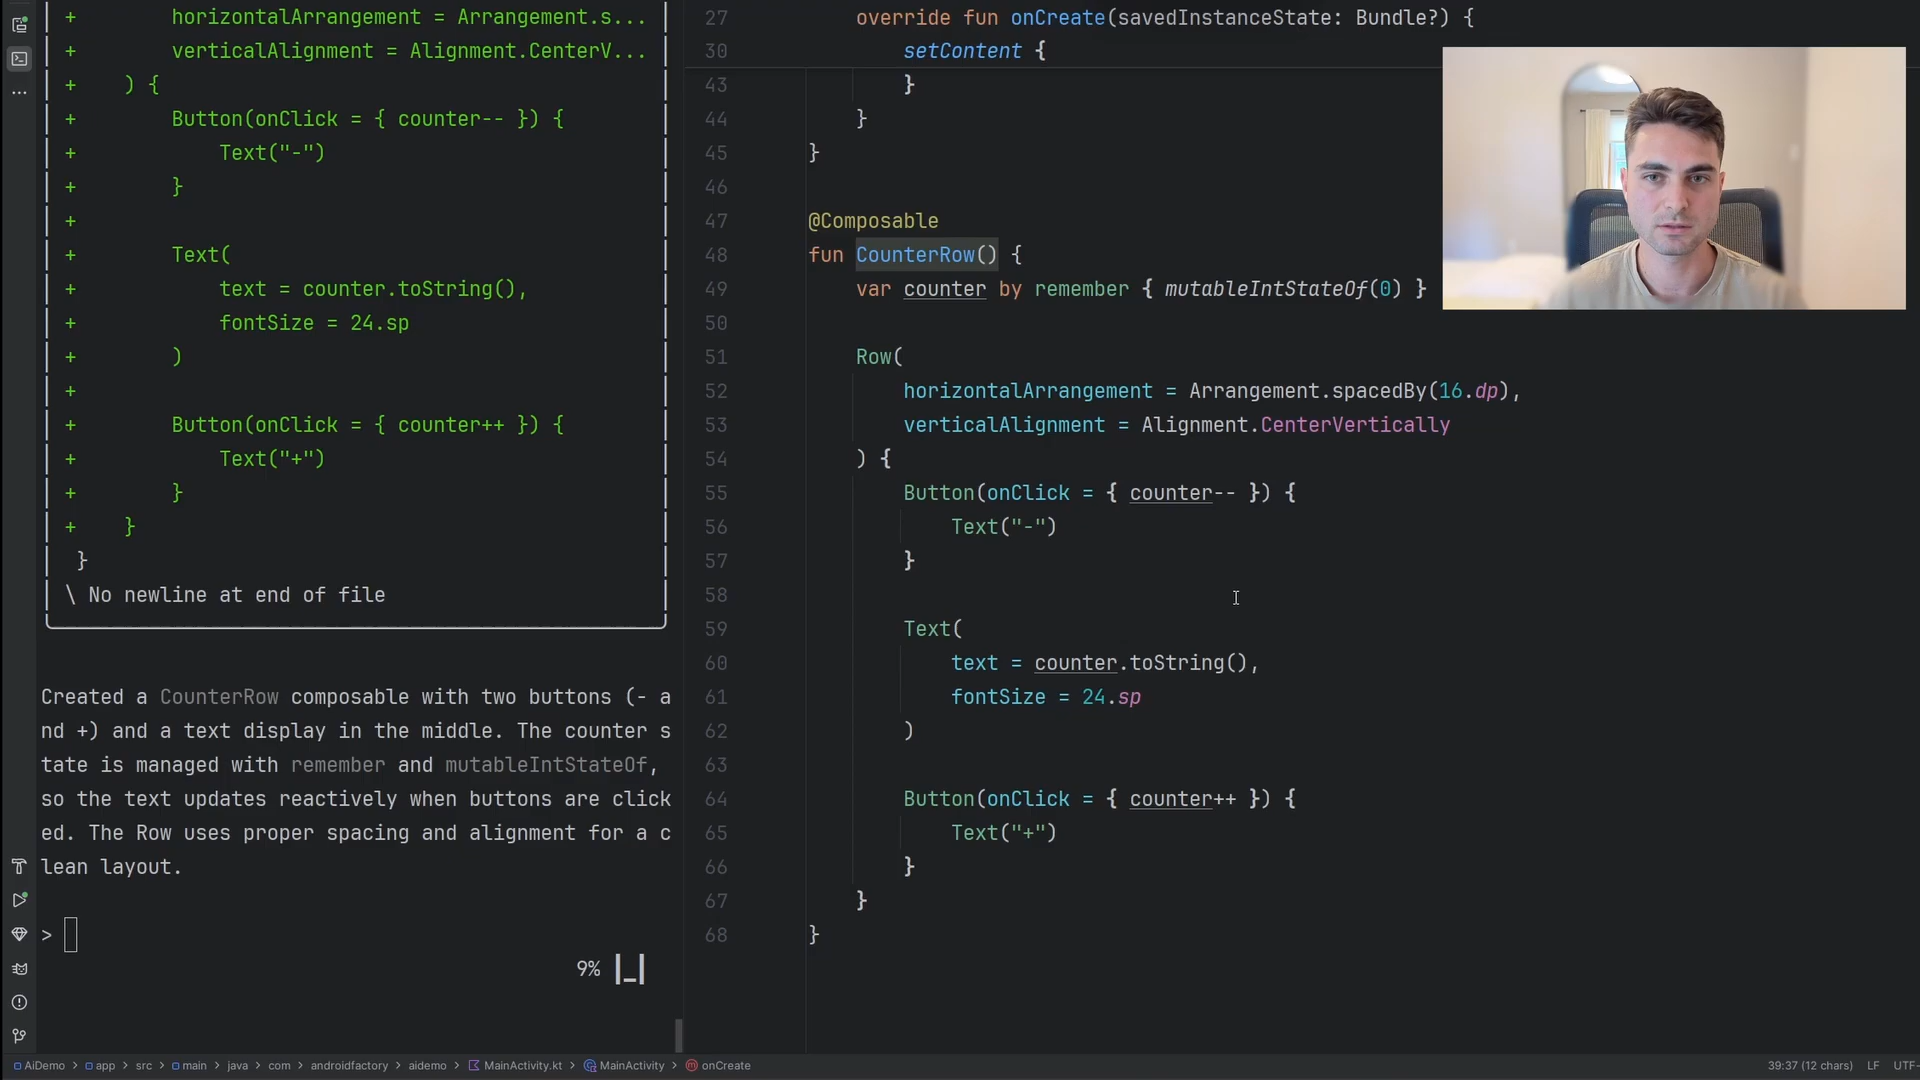 +        horizontalArrangement = Arrangement.s...
+        verticalAlignment = Alignment.CenterV...
+    ) {
+        Button(onClick = { counter-- }) {
+            Text("-")
+        }
+
+        Text(
+            text = counter.toString(),
+            fontSize = 24.sp
+        )
+
+        Button(onClick = { counter++ }) {
+            Text("+")
+        }
+    }
}
\ No newline at end of file
Created a CounterRow composable with two buttons (- a
nd +) and a text display in the middle. The counter s
tate is managed with remember and mutableIntStateOf,
so the text updates reactively when buttons are click
ed. The Row uses proper spacing and alignment for a c
lean layout.
>
9%
27    override fun onCreate(savedInstanceState: Bundle?) {
30        setContent {
43        }
44    }
45 }
46
47 @Composable
48 fun CounterRow() {
49    var counter by remember { mutableIntStateOf(0) }
50
51    Row(
52        horizontalArrangement = Arrangement.spacedBy(16.dp),
53        verticalAlignment = Alignment.CenterVertically
54    ) {
55        Button(onClick = { counter-- }) {
56            Text("-")
57        }
58
59        Text(
60            text = counter.toString(),
61            fontSize = 24.sp
62        )
63
64        Button(onClick = { counter++ }) {
65            Text("+")
66        }
67    }
68 }
AiDemo > app > src > main > java > com > androidfactory > aidemo > MainActivity.kt > MainActivity > onCreate
39:37 (12 chars) LF UTF-